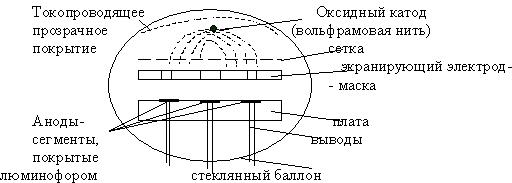 Токопроводящее
прозрачное
покрытие
Оксидный катод
(вольфрамовая нить)
сетка
экранирующий электрод-
- маска
Аноды-
сегменты,
покрытые
люминофором
плата
выводы
стеклянный баллон